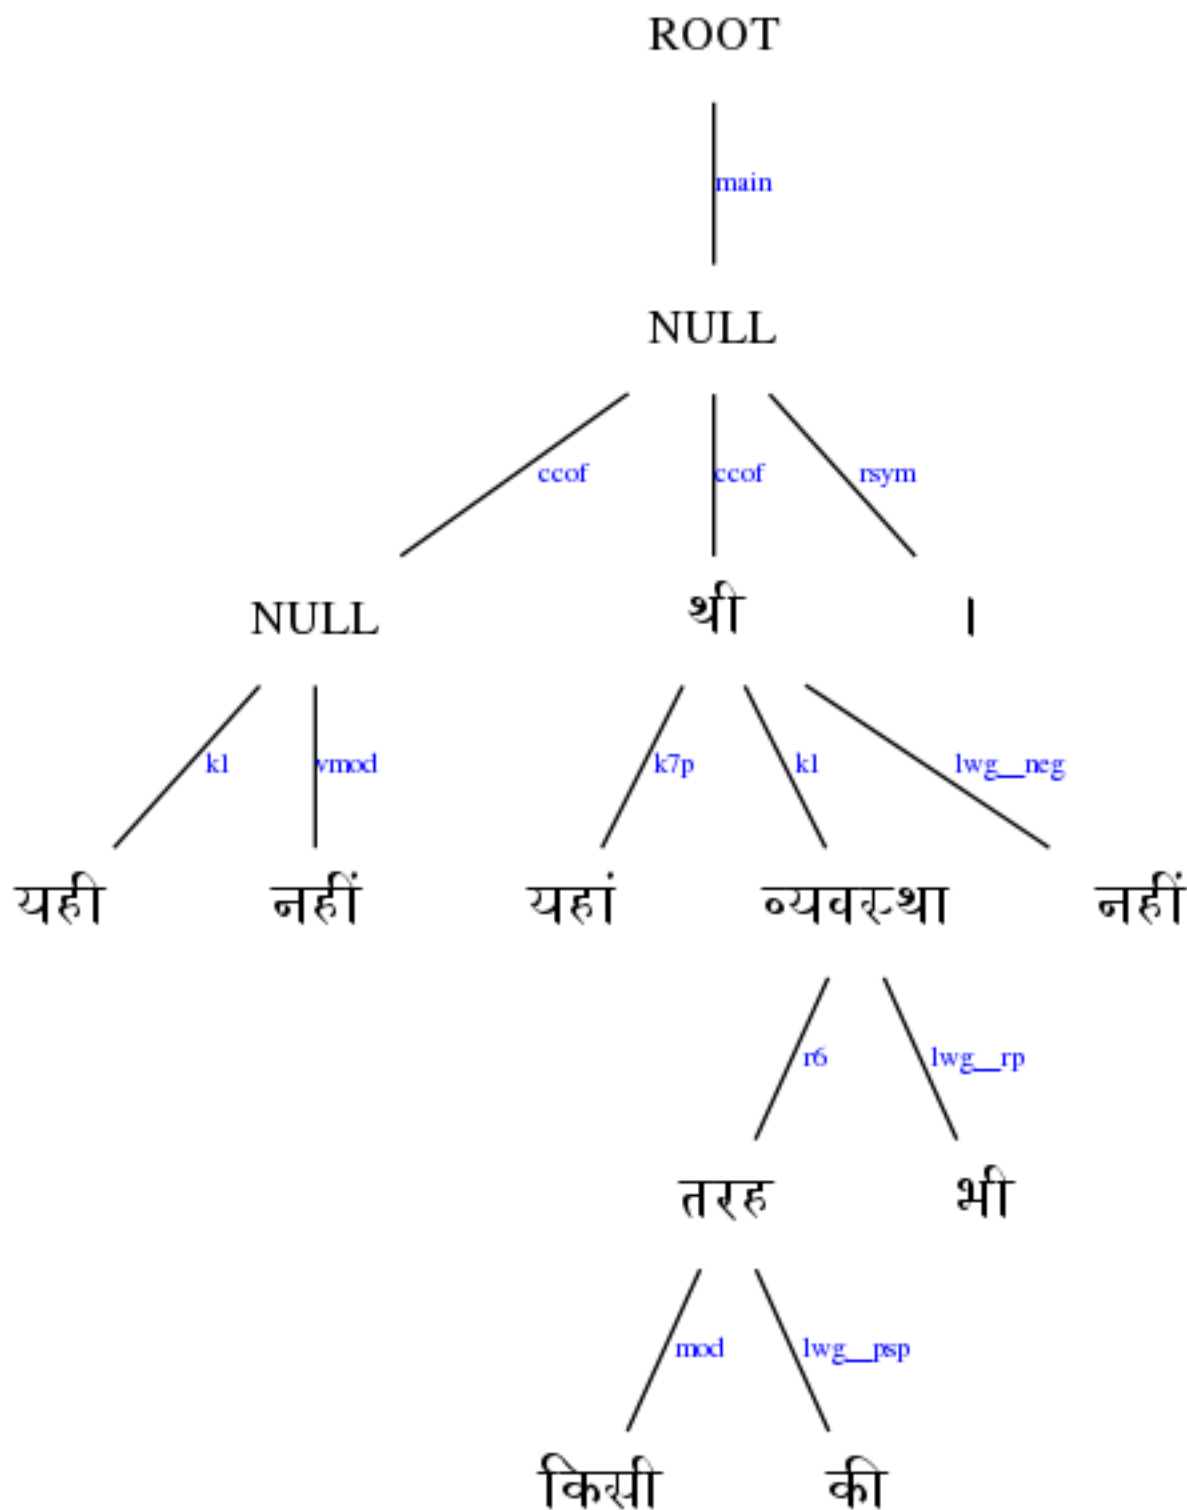 ROOT
main
NULL
ccof ccof rsym
NULL थी ।
k1 vmod k7p k1 lwg__neg
यही नहीं यहां व्यवस्था नहीं
r6 lwg__rp
तरह भी
mod lwg__psp
किसी की